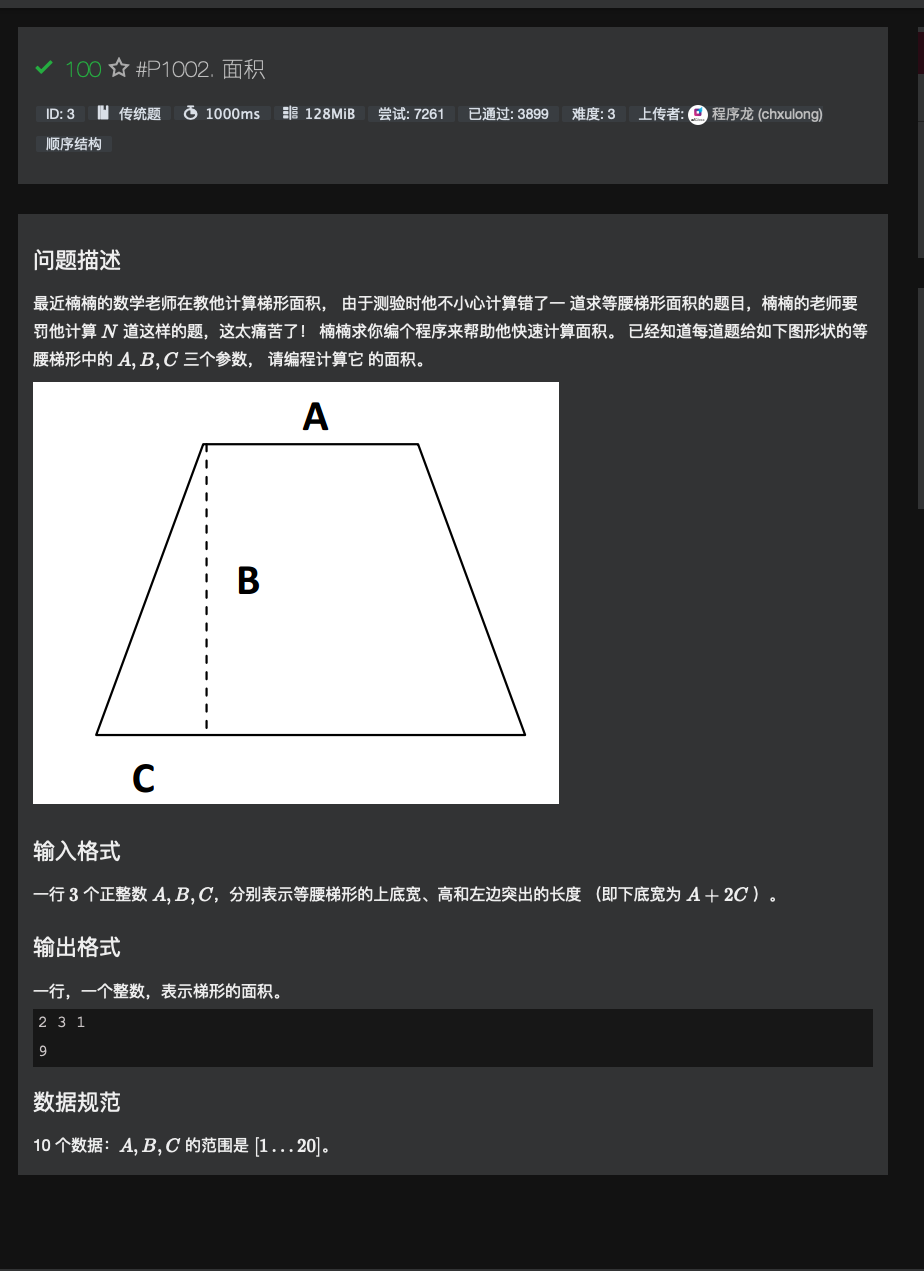 100 #P1002. 面积
ID: 3 传统题 1000ms 128MiB 尝试: 7261 已通过: 3899 难度: 3 上传者: 程序龙 (chxulong)
顺序结构
问题描述
最近楠楠的数学老师在教他计算梯形面积， 由于测验时他不小心计算错了一 道求等腰梯形面积的题目，楠楠的老师要
罚他计算 N 道这样的题，这太痛苦了！ 楠楠求你编个程序来帮助他快速计算面积。 已经知道每道题给如下图形状的等
腰梯形中的 A, B, C 三个参数， 请编程计算它 的面积。
A
B
C
输入格式
一行 3 个正整数 A, B, C，分别表示等腰梯形的上底宽、高和左边突出的长度 （即下底宽为 A + 2C ）。
输出格式
一行，一个整数，表示梯形的面积。
2 3 1
9
数据规范
10 个数据：A, B, C 的范围是 [1 . . . 20]。